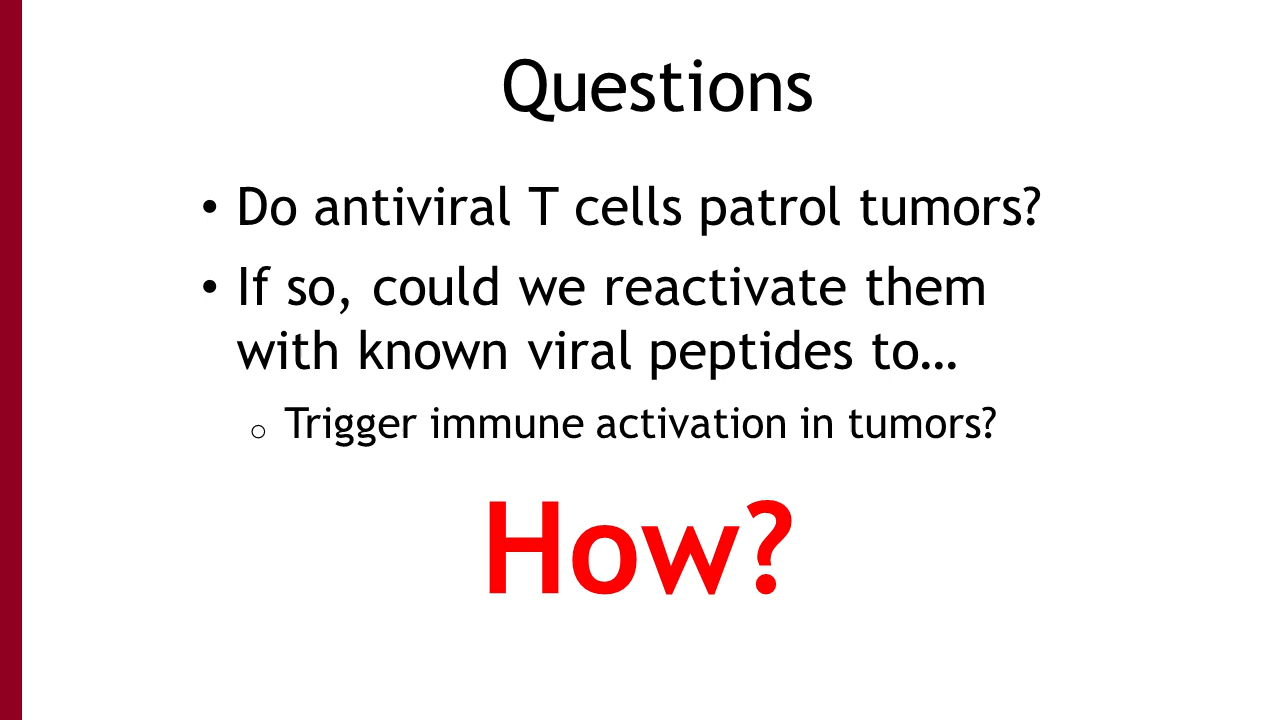 Questions
• Do antiviral T cells patrol tumors?
• If so, could we reactivate them
with known viral peptides to…
o Trigger immune activation in tumors?
How?